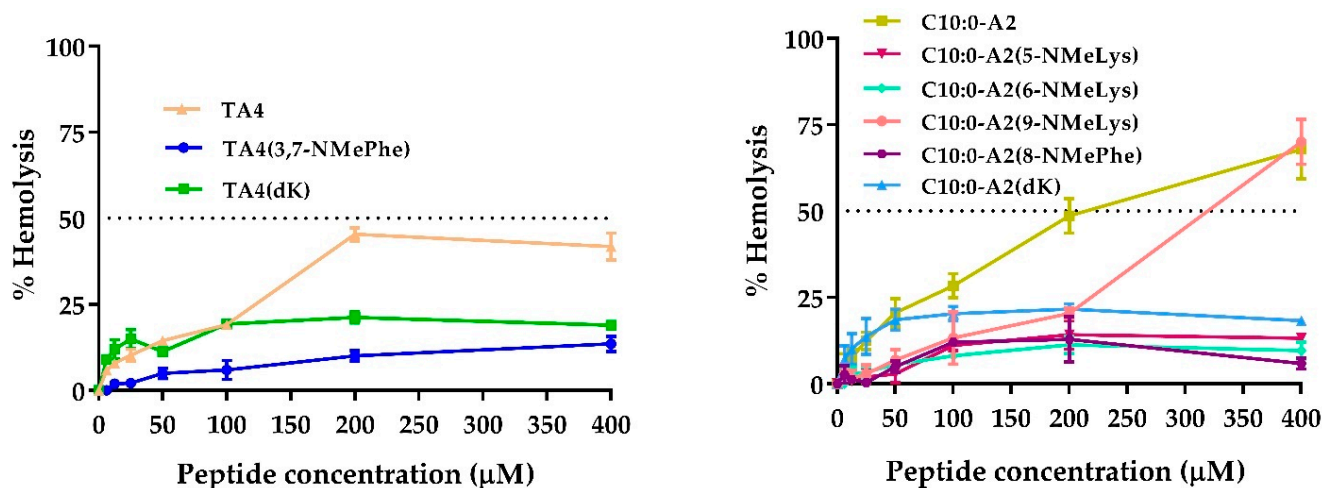 % Hemolysis
100
75
50
25
0
TA4
TA4(3,7-NMePhe)
TA4(dK)
0 50 100 150 200 250 300 350 400
Peptide concentration (μM)
% Hemolysis
100
75
50
25
0
C10:0-A2
C10:0-A2(5-NMeLys)
C10:0-A2(6-NMeLys)
C10:0-A2(9-NMeLys)
C10:0-A2(8-NMePhe)
C10:0-A2(dK)
0 50 100 150 200 250 300 350 400
Peptide concentration (μM)